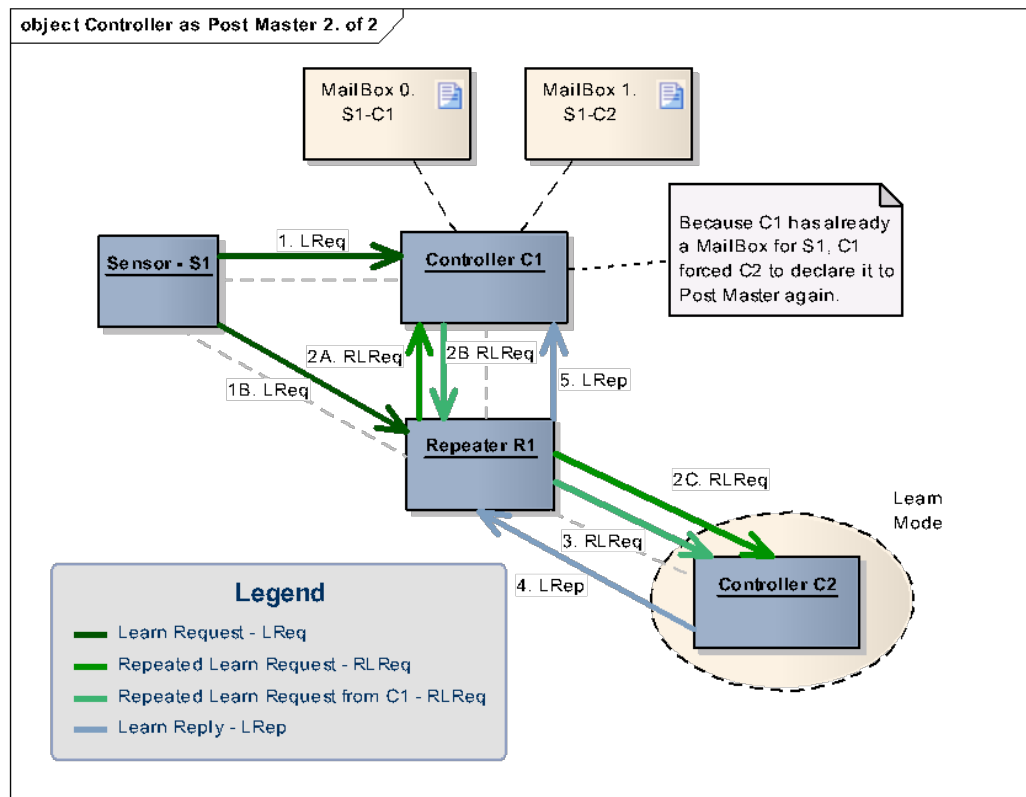 object Controller as Post Master 2. of 2
MailBox 0.
S1-C1
MailBox 1.
S1-C2
Because C1 has already
a MailBox for S1, C1
forced C2 to declare it to
Post Master again.
1. LReq
Sensor - S1
Controller C1
2A. RLReq
2B RLReq
5. LRep
1B. LReq
Repeater R1
2C. RLReq
Learn
Mode
3. RLReq
4. LRep
Controller C2
Legend
Learn Request - LReq
Repeated Learn Request - RLReq
Repeated Learn Request from C1 - RLReq
Learn Reply - LRep